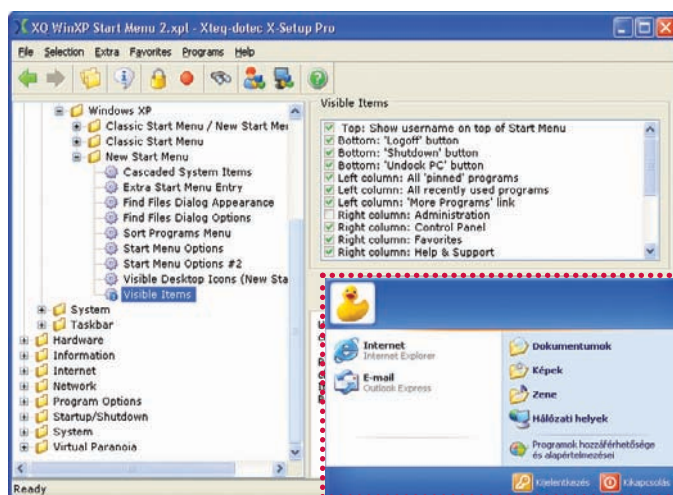 XQ WinXP Start Menu 2.xpl - Xteq-dotec X-Setup Pro
File Selection Extra Favorites Programs Help
Windows XP
Classic Start Menu / New Start Me
Classic Start Menu
New Start Menu
Cascaded System Items
Extra Start Menu Entry
Find Files Dialog Appearance
Find Files Dialog Options
Sort Programs Menu
Start Menu Options
Start Menu Options #2
Visible Desktop Icons (New Sta
Visible Items
System
Taskbar
Hardware
Information
Internet
Network
Program Options
Startup/Shutdown
System
Virtual Paranoia
Ready
Visible Items
Top: Show username on top of Start Menu
Bottom: 'Logoff' button
Bottom: 'Shutdown' button
Bottom: 'Undock PC' button
Left column: All 'pinned' programs
Left column: All recently used programs
Left column: 'More Programs' link
Right column: Administration
Right column: Control Panel
Right column: Favorites
Right column: Help & Support
Internet
Internet Explorer
E-mail
Outlook Express
Dokumentumok
Képek
Zene
Hálózati helyek
Programok hozzáférhetősége
és alapértelmezései
Kijelentkezés Kikapcsolás